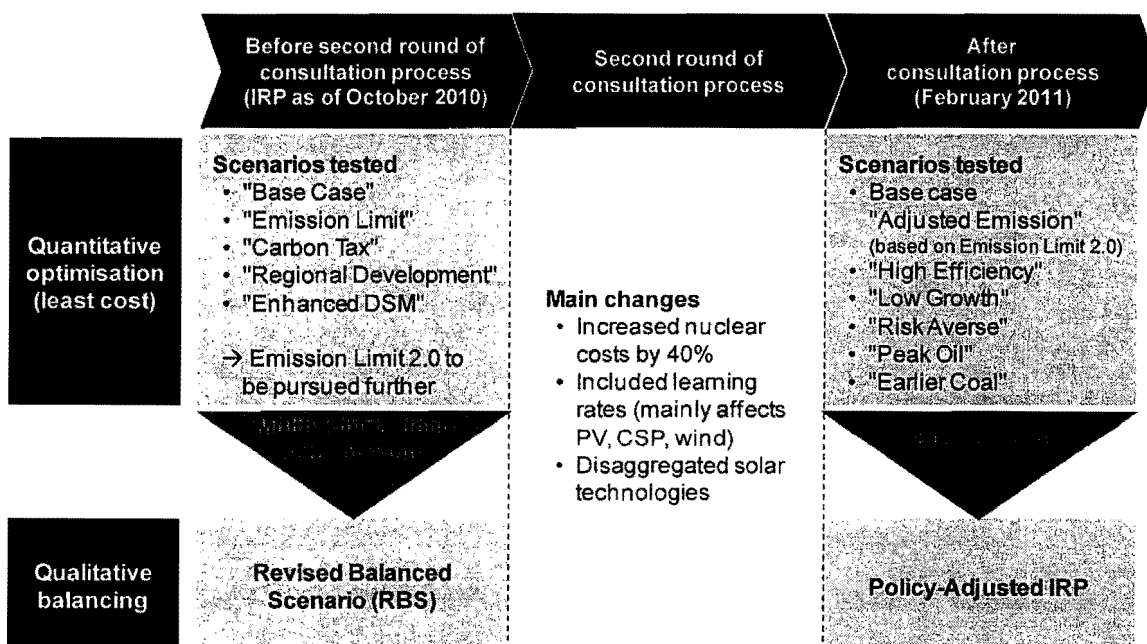 Before second round of
consultation process
(IRP as of October 2010)
Second round of
consultation process
After
consultation process
(February 2011)
Quantitative
optimisation
(least cost)
Scenarios tested
• "Base Case"
• "Emission Limit"
• "Carbon Tax"
• "Regional Development"
• "Enhanced DSM"
→ Emission Limit 2.0 to
be pursued further
Main changes
• Increased nuclear
costs by 40%
• Included learning
rates (mainly affects
PV, CSP, wind)
• Disaggregated solar
technologies
Scenarios tested
• Base case
"Adjusted Emission"
(based on Emission Limit 2.0)
• "High Efficiency"
• "Low Growth"
• "Risk Averse"
• "Peak Oil"
• "Earlier Coal"
Qualitative
balancing
Revised Balanced
Scenario (RBS)
Policy-Adjusted IRP